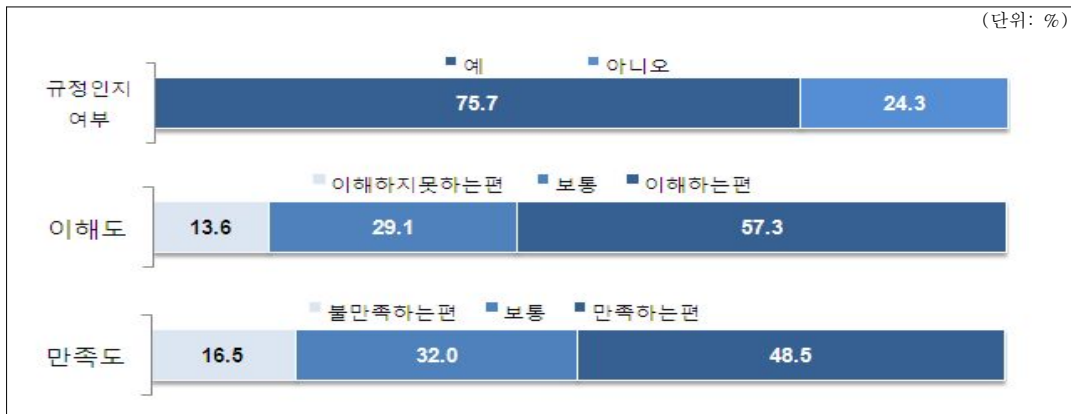 (단위: %)
예 아니오
규정인지
여부
75.7 24.3
이해하지못하는편 보통 이해하는편
이해도 13.6 29.1 57.3
불만족하는편 보통 만족하는편
만족도 16.5 32.0 48.5